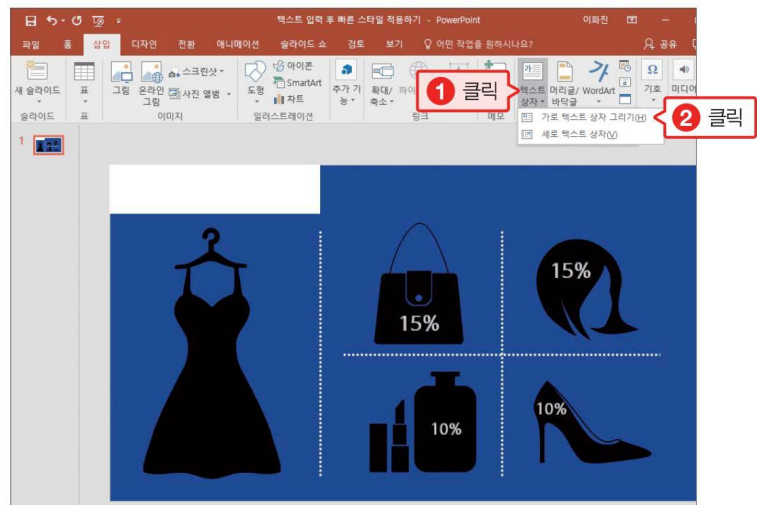 텍스트 입력 후 빠른 스타일 적용하기 - PowerPoint 이화진
파일 홈 삽입 디자인 전환 애니메이션 슬라이드 쇼 검토 보기 어떤 작업을 원하시나요? 공유
새 슬라이드
표
그림
온라인 그림
스크린샷
사진 앨범
도형
아이콘
SmartArt
차트
추가 기능
확대/축소
1 클릭
텍스트 상자
머리글/바닥글
WordArt
기호
미디어
슬라이드 표 이미지 일러스트레이션 링크 메모
가로 텍스트 상자 그리기(H)
2 클릭
세로 텍스트 상자(V)
1
15%
15%
10%
10%